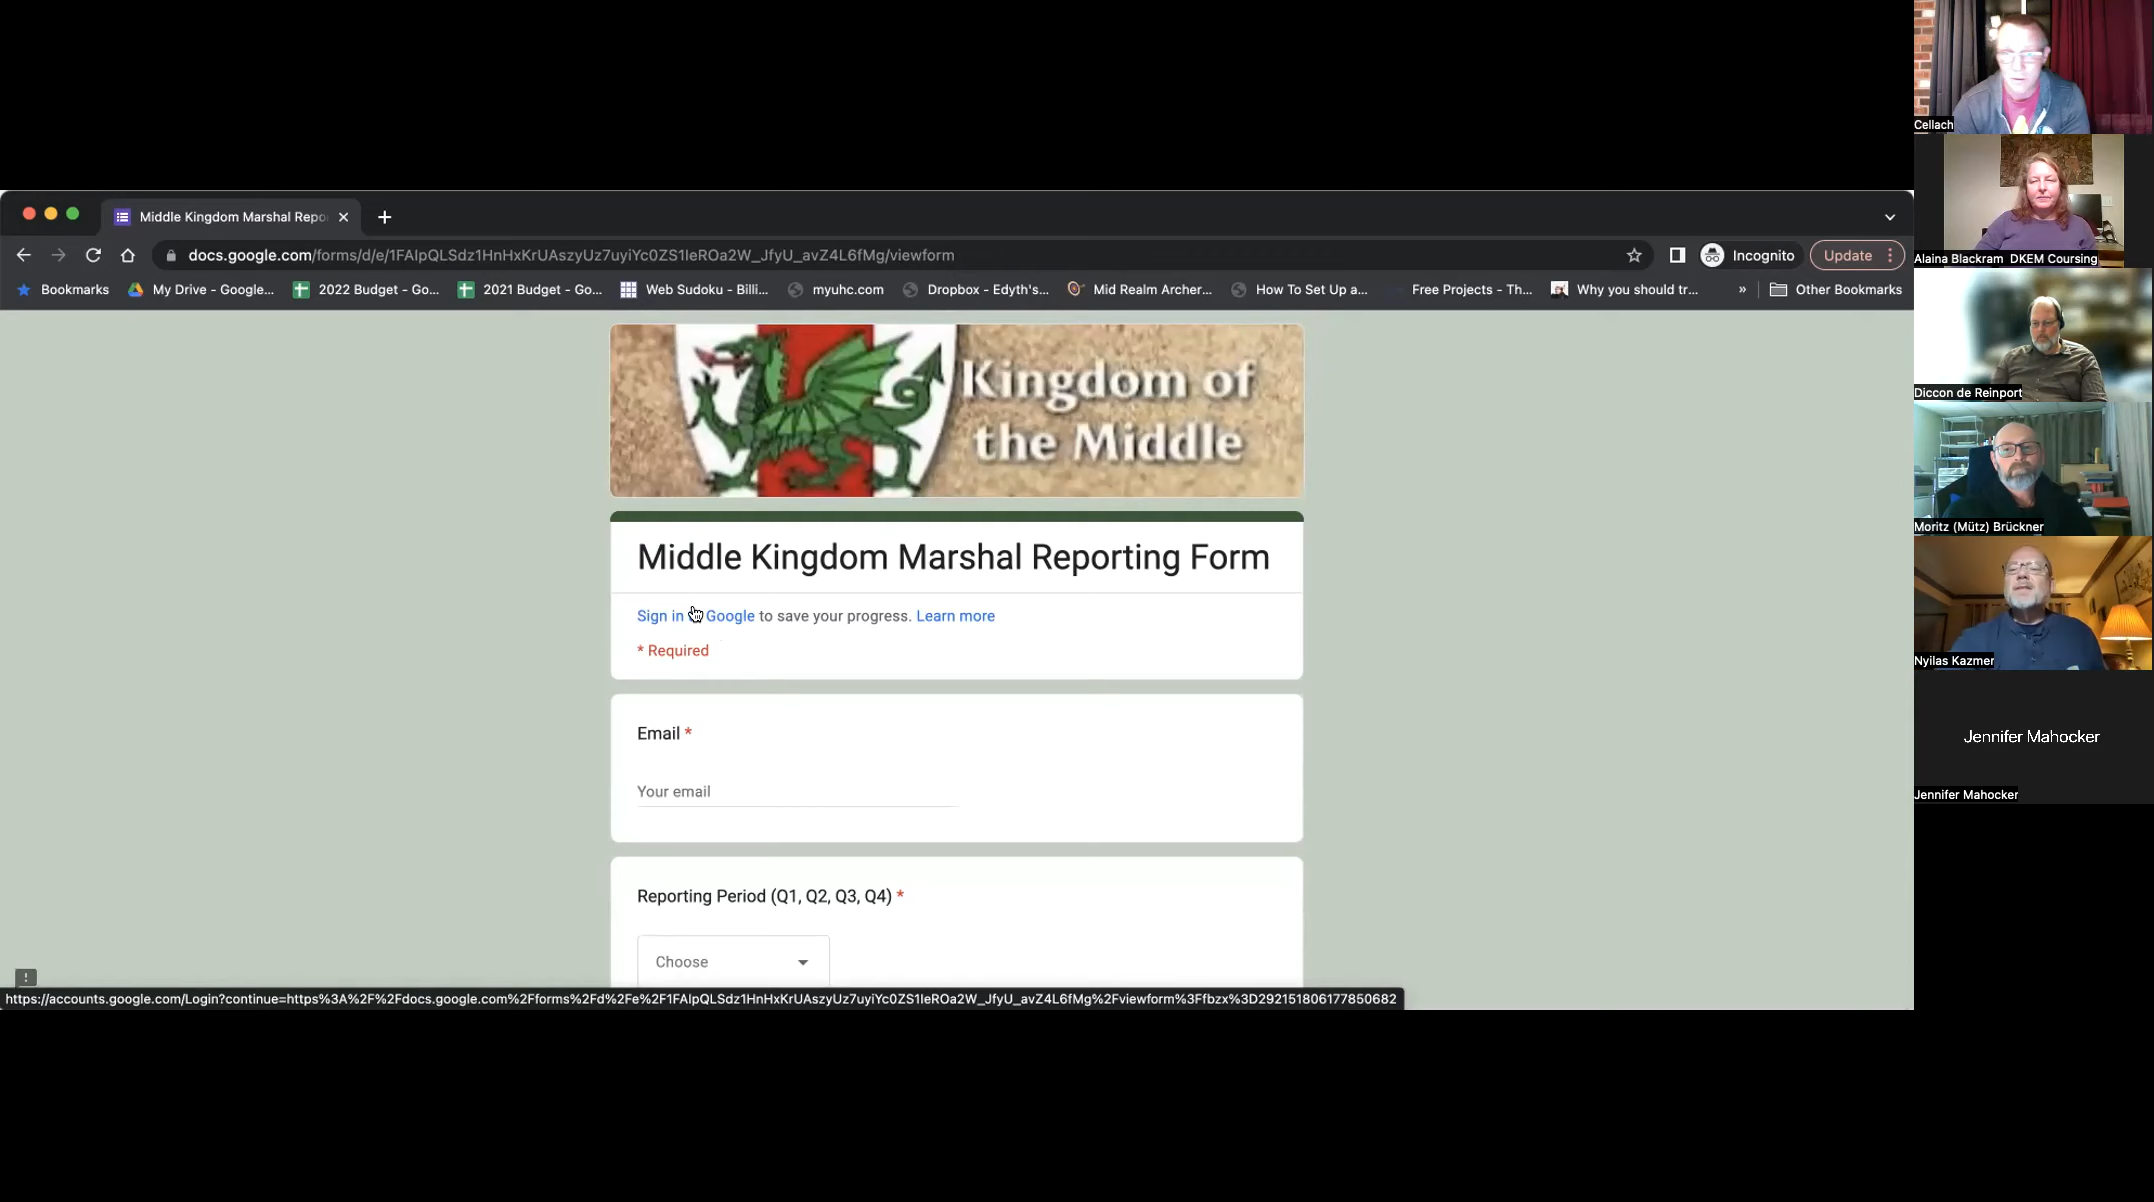 Cellach
Middle Kingdom Marshal Repo
docs.google.com/forms/d/e/1FAIpQLSdz1HnHxKrUAszyUz7uyiYc0ZS1IeROa2W_JfyU_avZ4L6fMg/viewform
Incognito
Update
Bookmarks
My Drive - Google...
2022 Budget - Go...
2021 Budget - Go...
Web Sudoku - Billi...
myuhc.com
Dropbox - Edyth's...
Mid Realm Archer...
How To Set Up a...
Free Projects - Th...
Why you should tr...
»
Other Bookmarks
Alaina Blackram DKEM Coursing
Kingdom of
the Middle
Diccon de Reinport
Middle Kingdom Marshal Reporting Form
Moritz (Mütz) Brückner
Sign in Google to save your progress. Learn more
* Required
Nyilas Kazmer
Email *
Your email
Jennifer Mahocker
Jennifer Mahocker
Reporting Period (Q1, Q2, Q3, Q4) *
Choose
https://accounts.google.com/Login?continue=https%3A%2F%2Fdocs.google.com%2Fforms%2Fd%2Fe%2F1FAIpQLSdz1HnHxKrUAszyUz7uyiYc0ZS1IeROa2W_JfyU_avZ4L6fMg%2Fviewform%3Ffbzx%3D292151806177850682